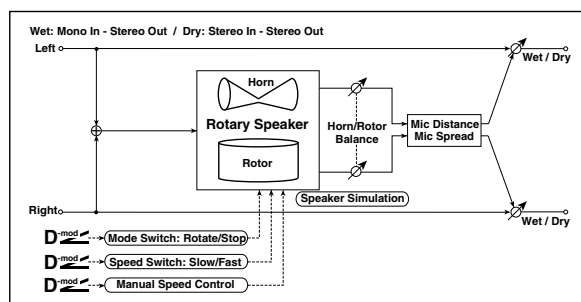 Wet: Mono In - Stereo Out / Dry: Stereo In - Stereo Out
Left
Wet / Dry
Horn
Rotary Speaker
Rotor
Horn/Rotor
Balance
Mic Distance
Mic Spread
Speaker Simulation
Right
Wet / Dry
D-mod
Mode Switch: Rotate/Stop
D-mod
Speed Switch: Slow/Fast
D-mod
Manual Speed Control